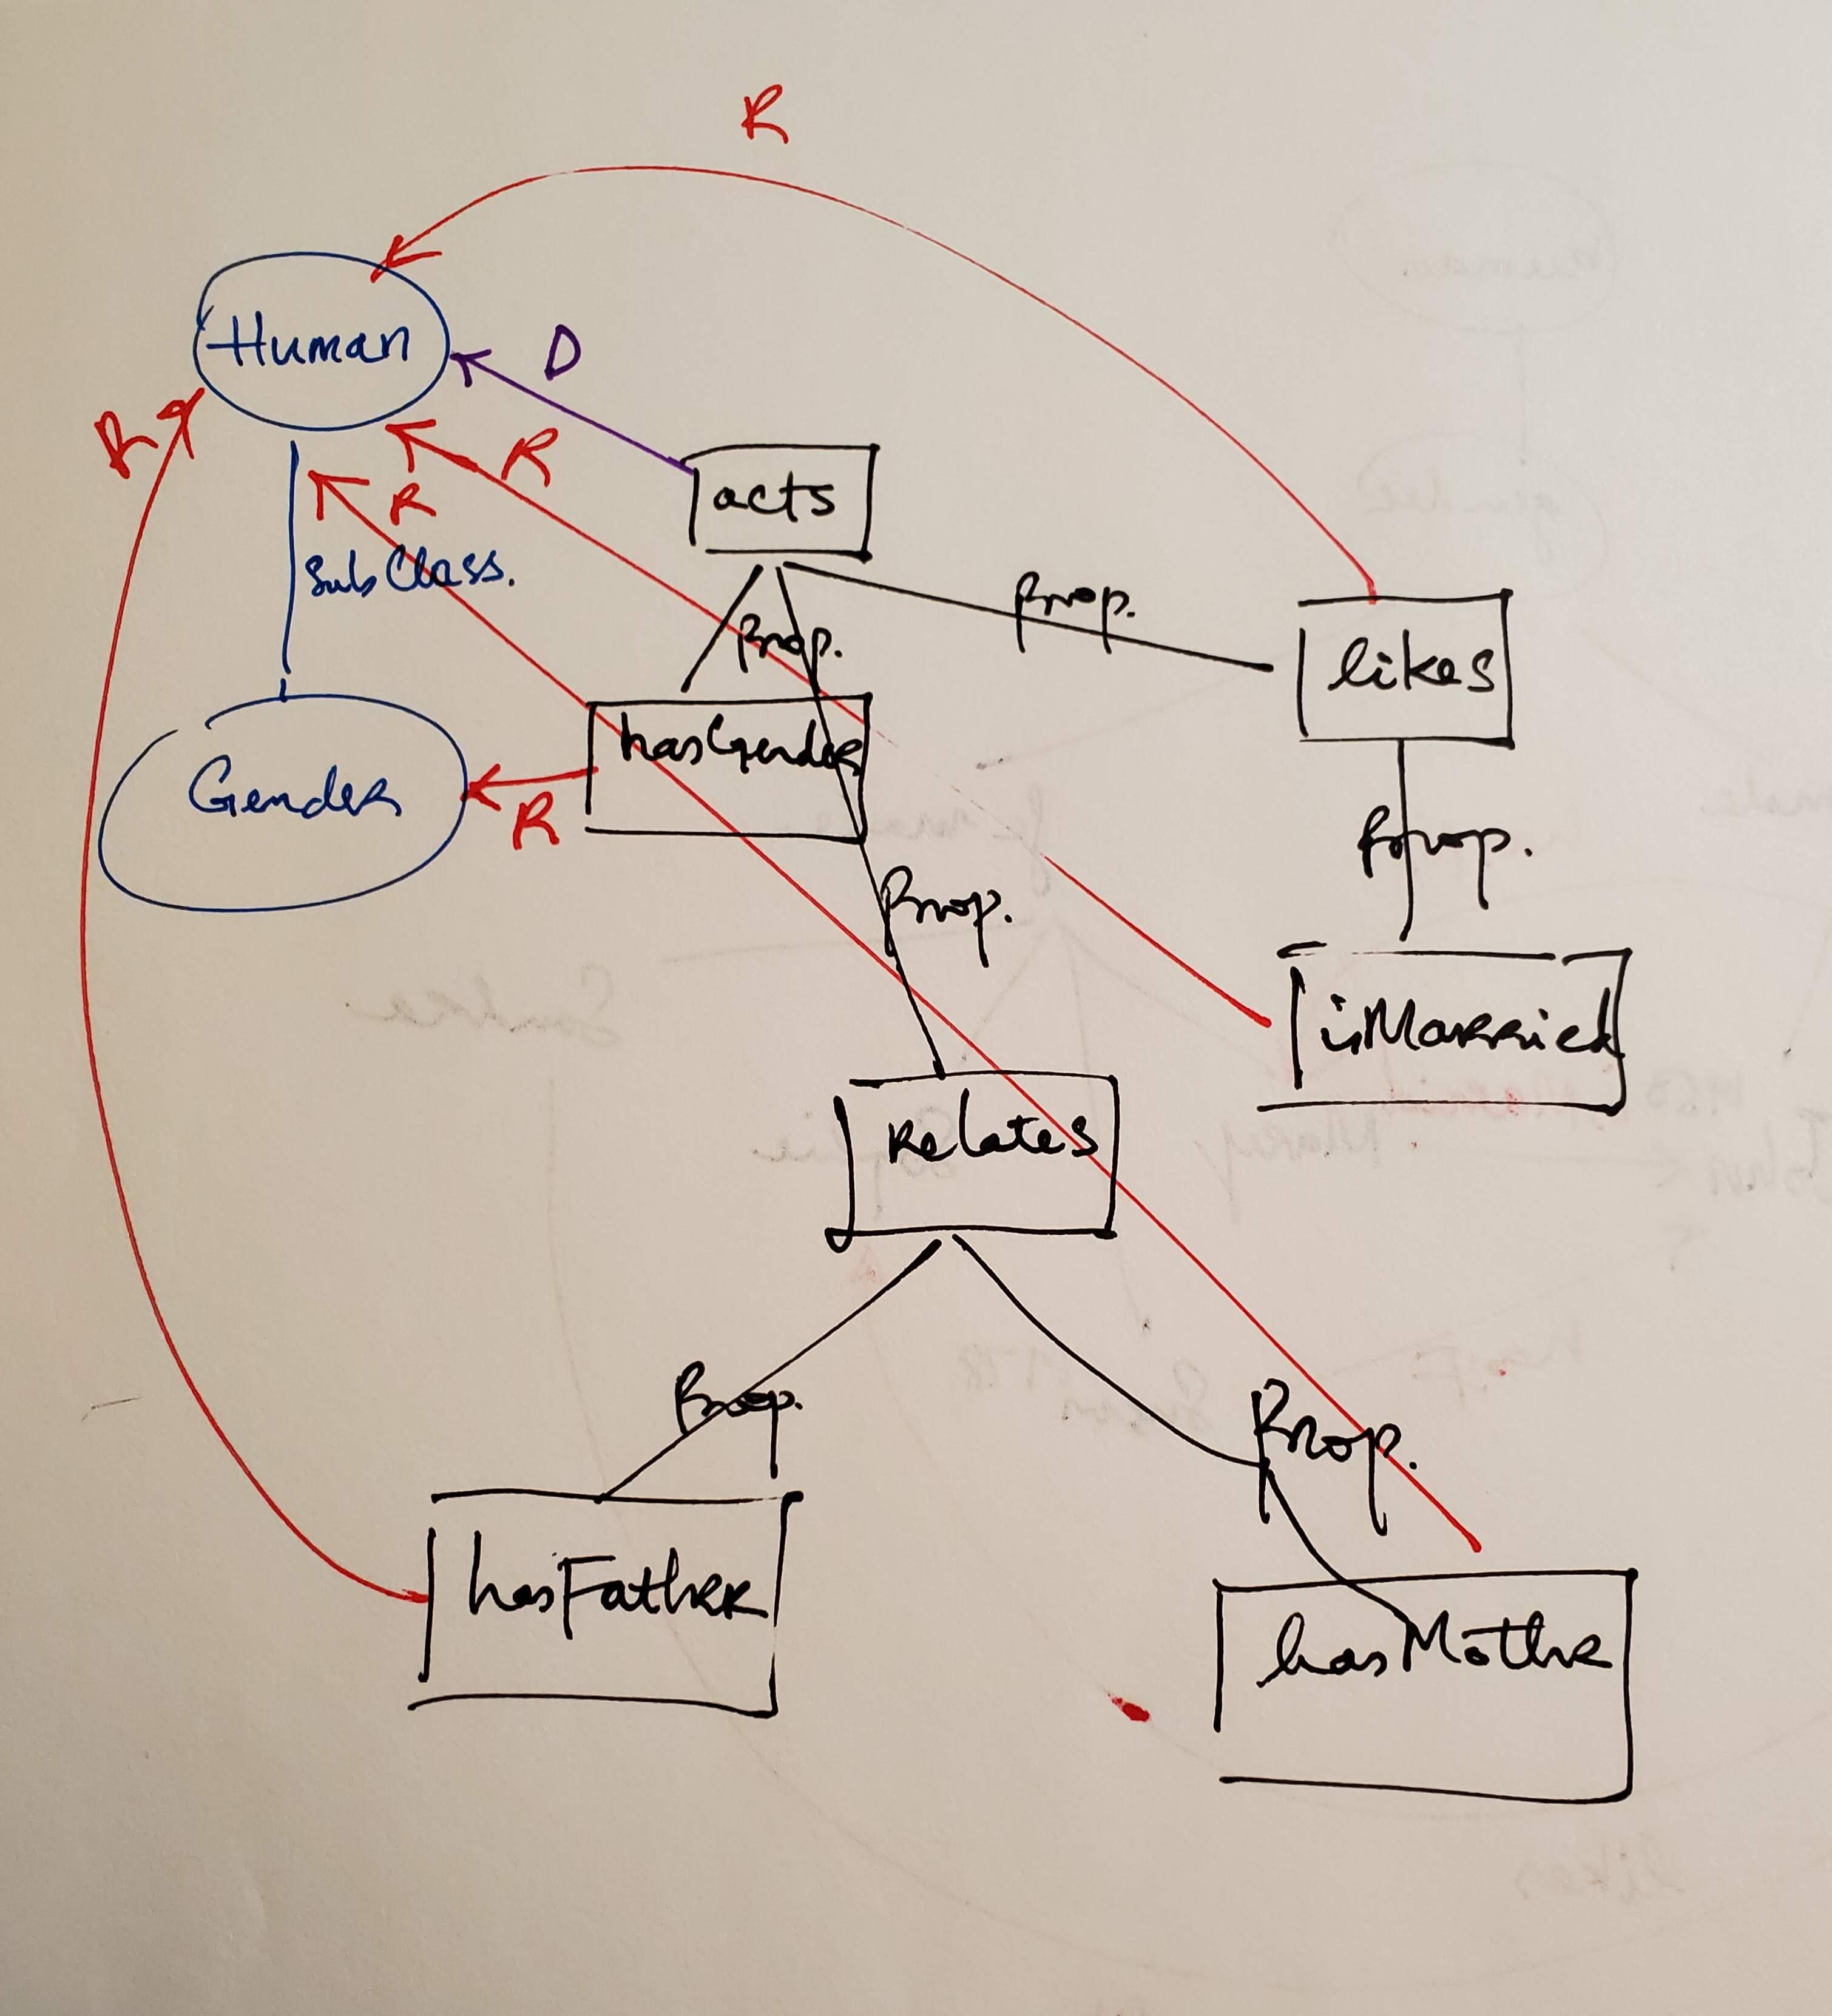 R
Human
D
R
R
R
acts
SubClass.
Prop.
Prop.
likes
hasGender
Gender
R
Prop.
Prop.
isMarried
Relates
Prop.
Prop.
hasFather
hasMothe